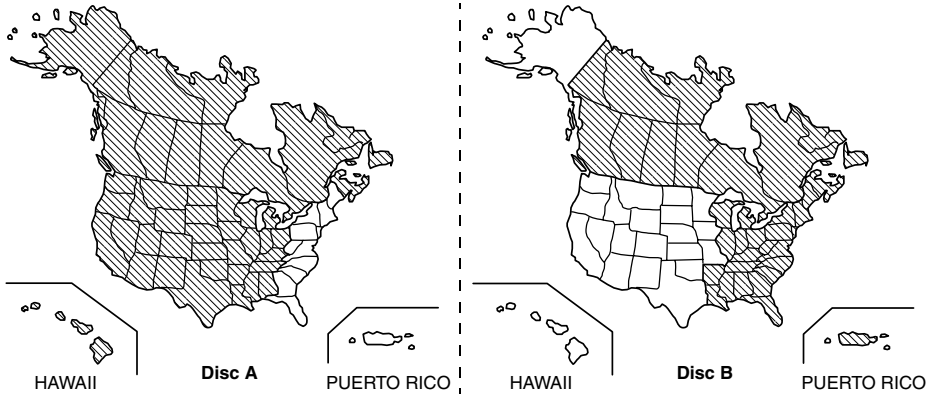 Disc A
HAWAII
PUERTO RICO
Disc B
HAWAII
PUERTO RICO